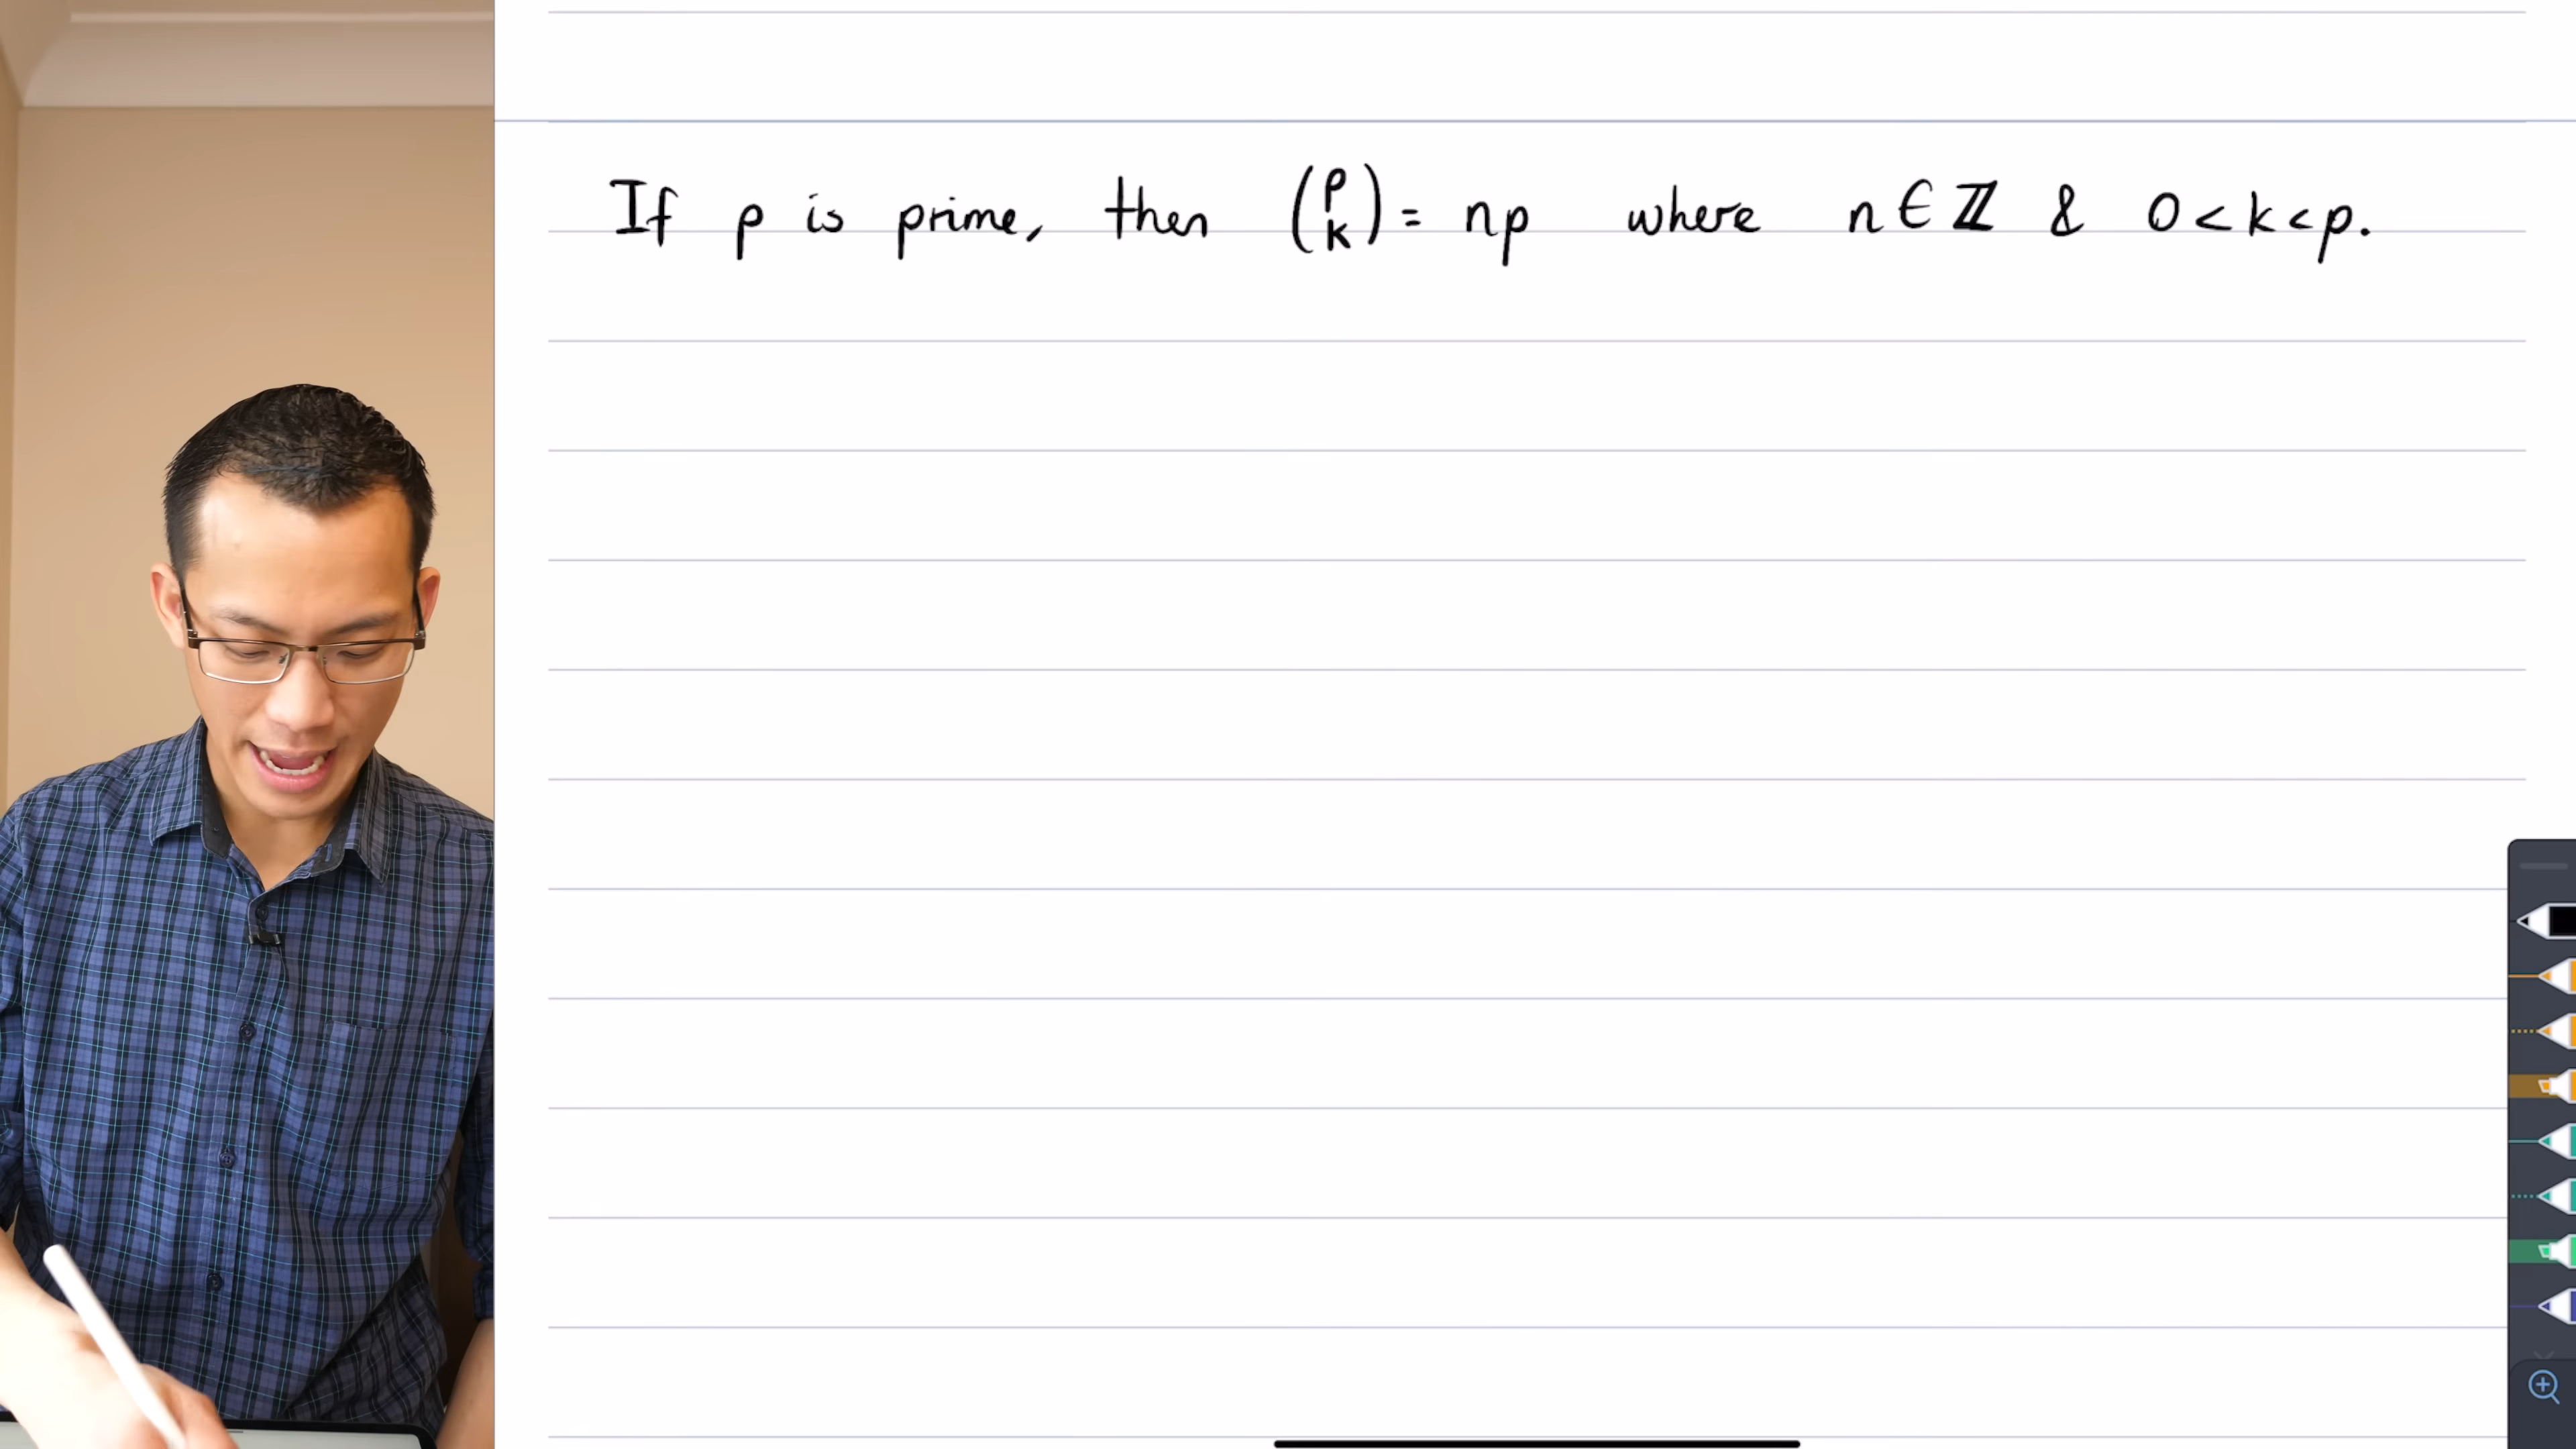 If p is prime, then (p k) = np where n ∈ ℤ & 0 < k < p.